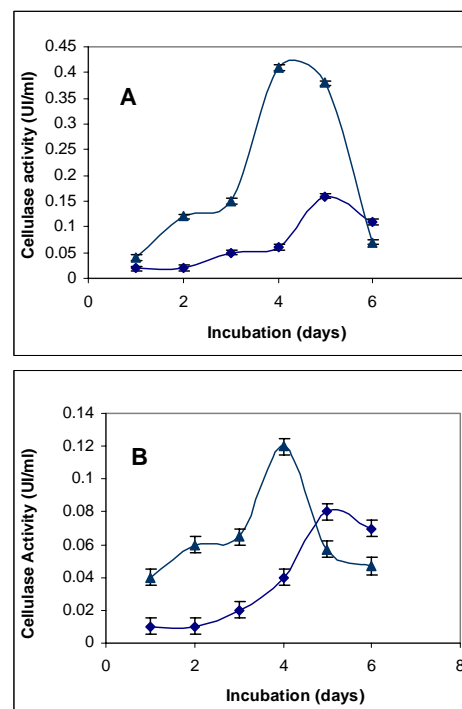 Cellulase activity (UI/ml)
A
0.45
0.4
0.35
0.3
0.25
0.2
0.15
0.1
0.05
0
0 2 4 6
Incubation (days)
Cellulase Activity (UI/ml)
B
0.14
0.12
0.1
0.08
0.06
0.04
0.02
0
0 2 4 6 8
Incubation (days)